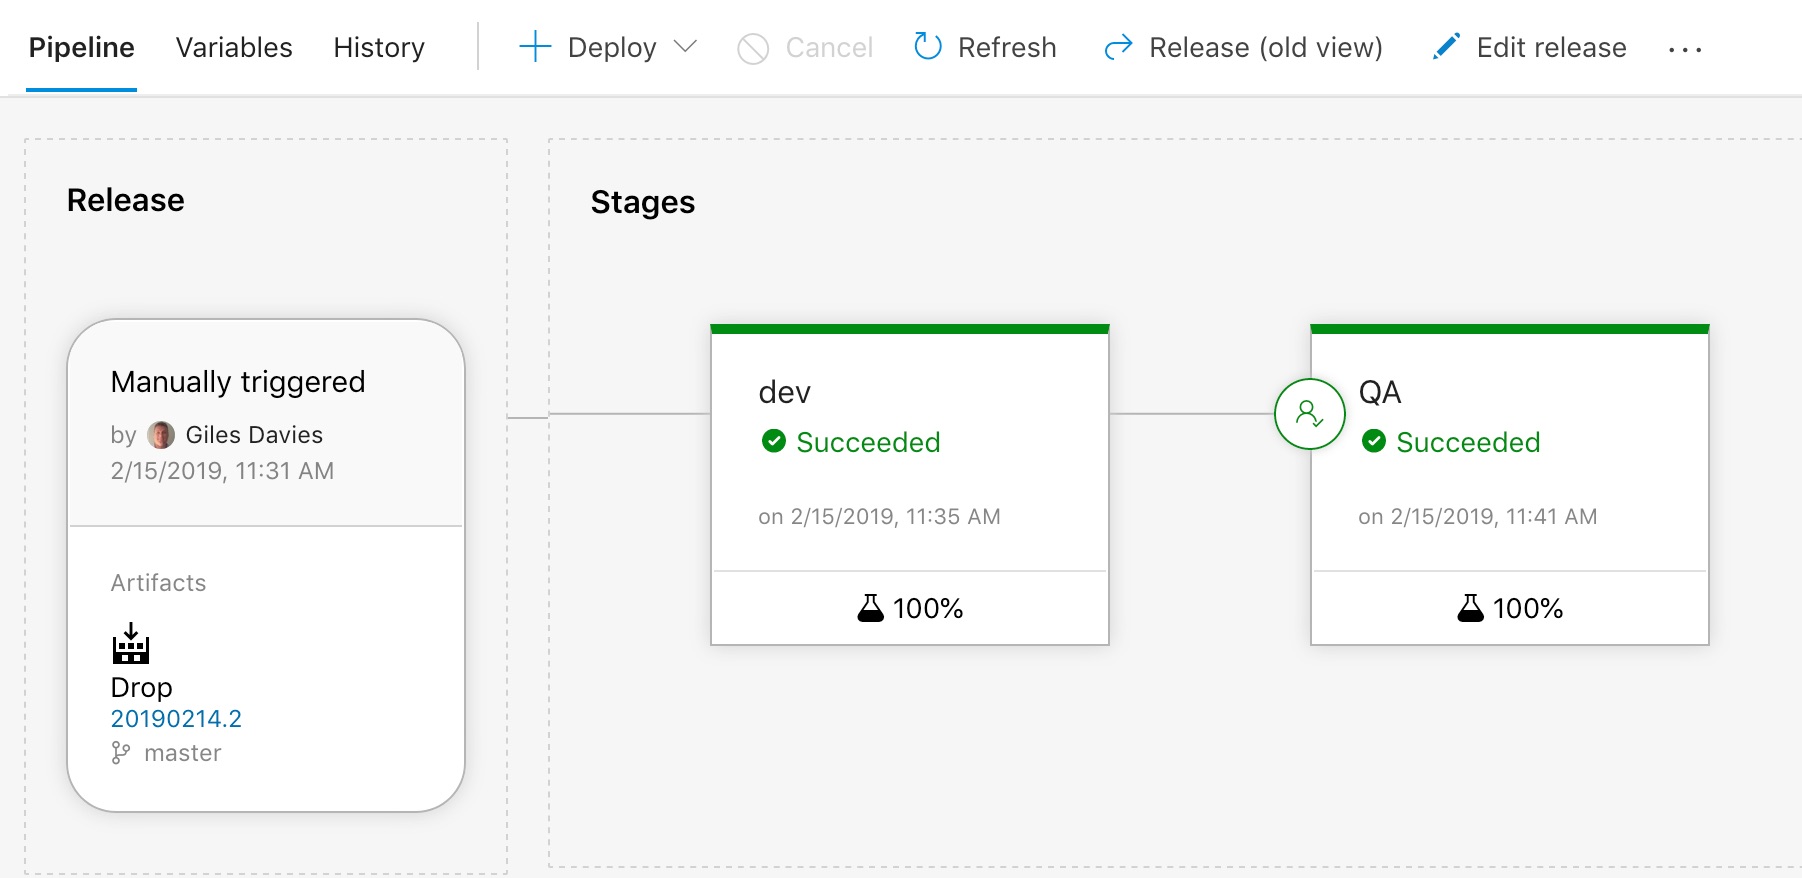 Pipeline Variables History Deploy Cancel Refresh Release (old view) Edit release ...
Release
Manually triggered
by Giles Davies
2/15/2019, 11:31 AM
Artifacts
Drop
20190214.2
master
Stages
dev
Succeeded
on 2/15/2019, 11:35 AM
100%
QA
Succeeded
on 2/15/2019, 11:41 AM
100%